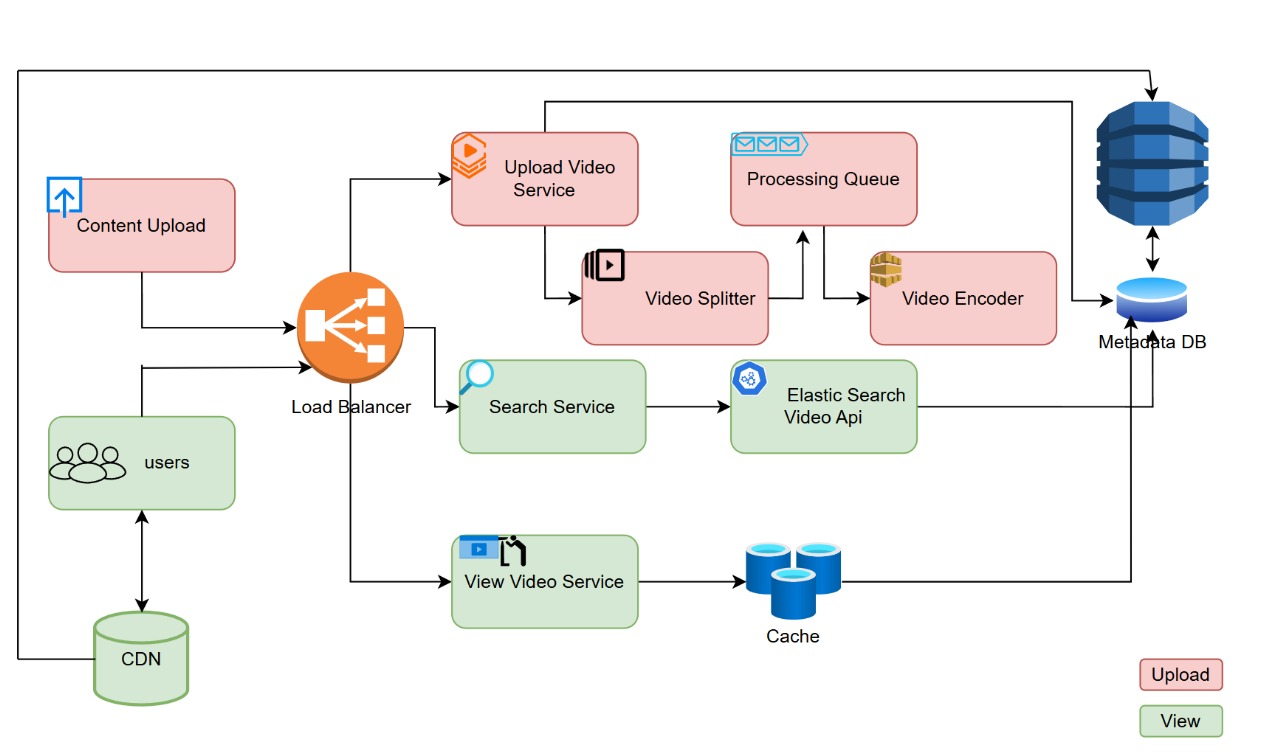 Upload Video
Service
Processing Queue
Content Upload
Video Splitter
Video Encoder
Metadata DB
Load Balancer
Search Service
Elastic Search
Video Api
users
View Video Service
Cache
CDN
Upload
View